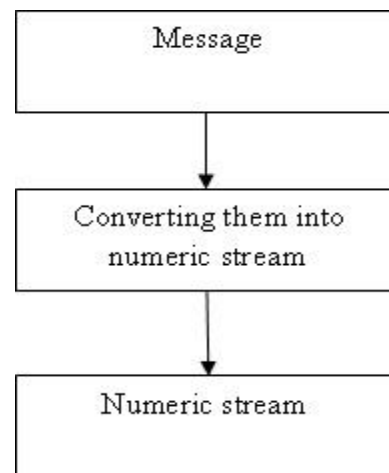 Message
Converting them into
numeric stream
Numeric stream